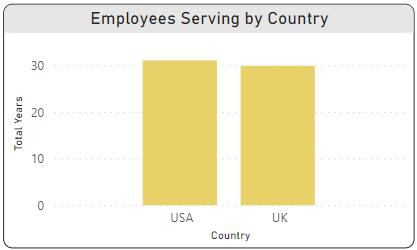 Employees Serving by Country
Total Years
30
20
10
0
USA
UK
Country